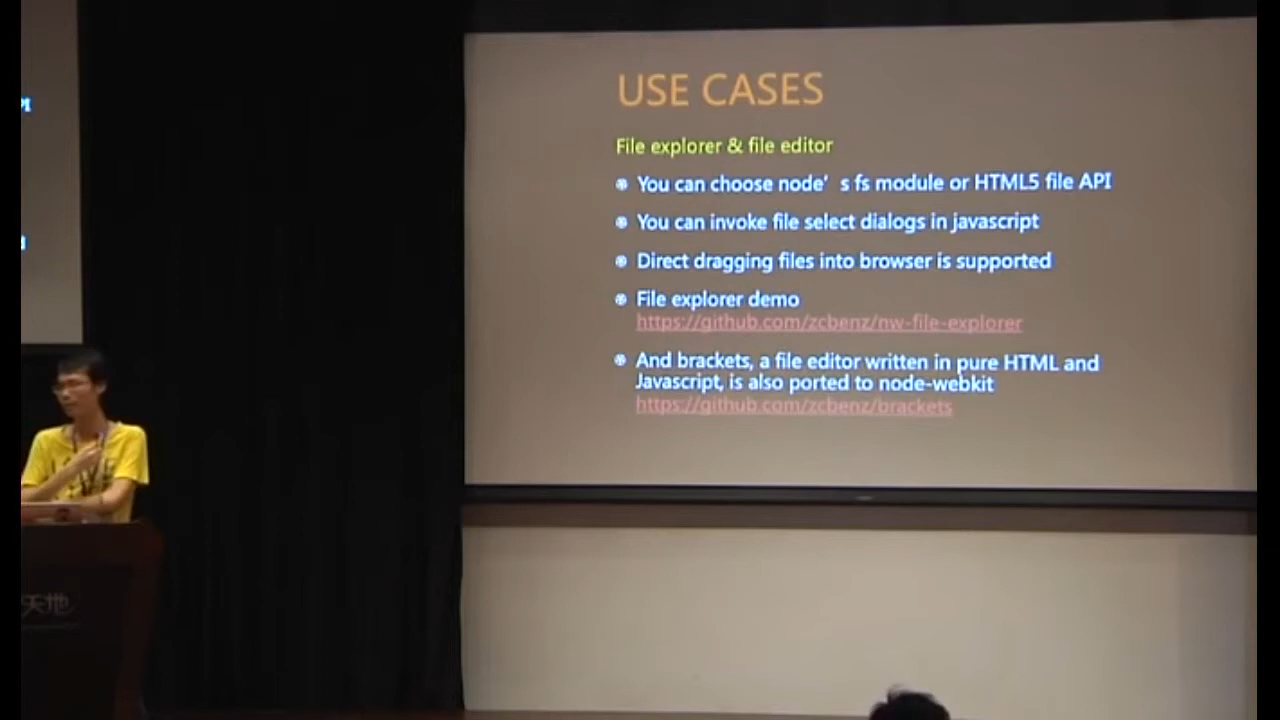 PI
USE CASES
File explorer & file editor
You can choose node's fs module or HTML5 file API
You can invoke file select dialogs in javascript
Direct dragging files into browser is supported
File explorer demo
https://github.com/zcbenz/nw-file-explorer
And brackets, a file editor written in pure HTML and
Javascript, is also ported to node-webkit
https://github.com/zcbenz/brackets
天地